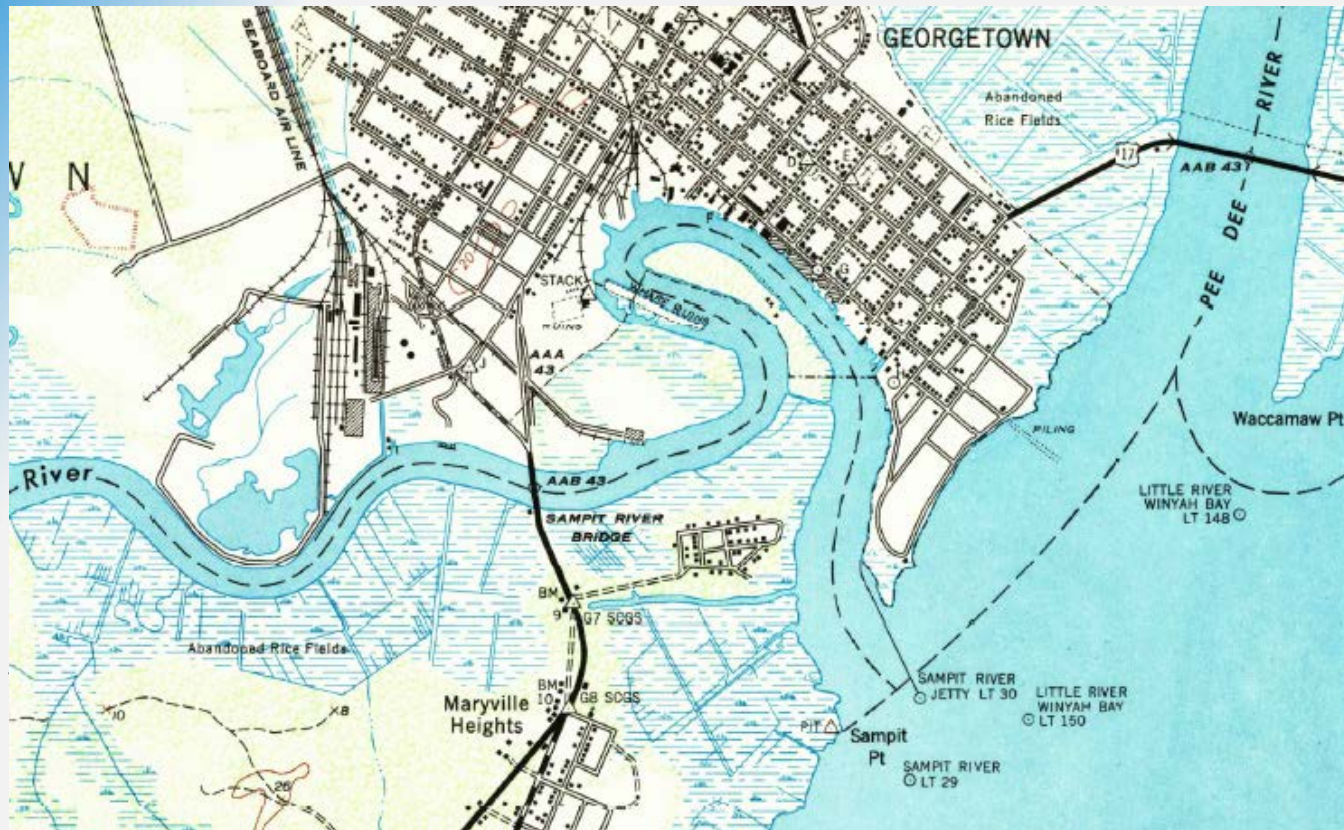 GEORGETOWN
SEABOARD AIR LINE
Abandoned
Rice Fields
PEE DEE RIVER
17
AAB 43
W N
D
E
F
G
20
STACK
RUINS
AAA
43
J
PILING
Waccamaw Pt
River
AAB 43
LITTLE RIVER
WINYAH BAY
LT 148
SAMPIT RIVER
BRIDGE
BM
9
G7 SCGS
Abandoned Rice Fields
BM
10
G8 SCGS
Maryville
Heights
10
8
26
SAMPIT RIVER
JETTY LT 30
LITTLE RIVER
WINYAH BAY
LT 150
PIT
Sampit
Pt
SAMPIT RIVER
LT 29